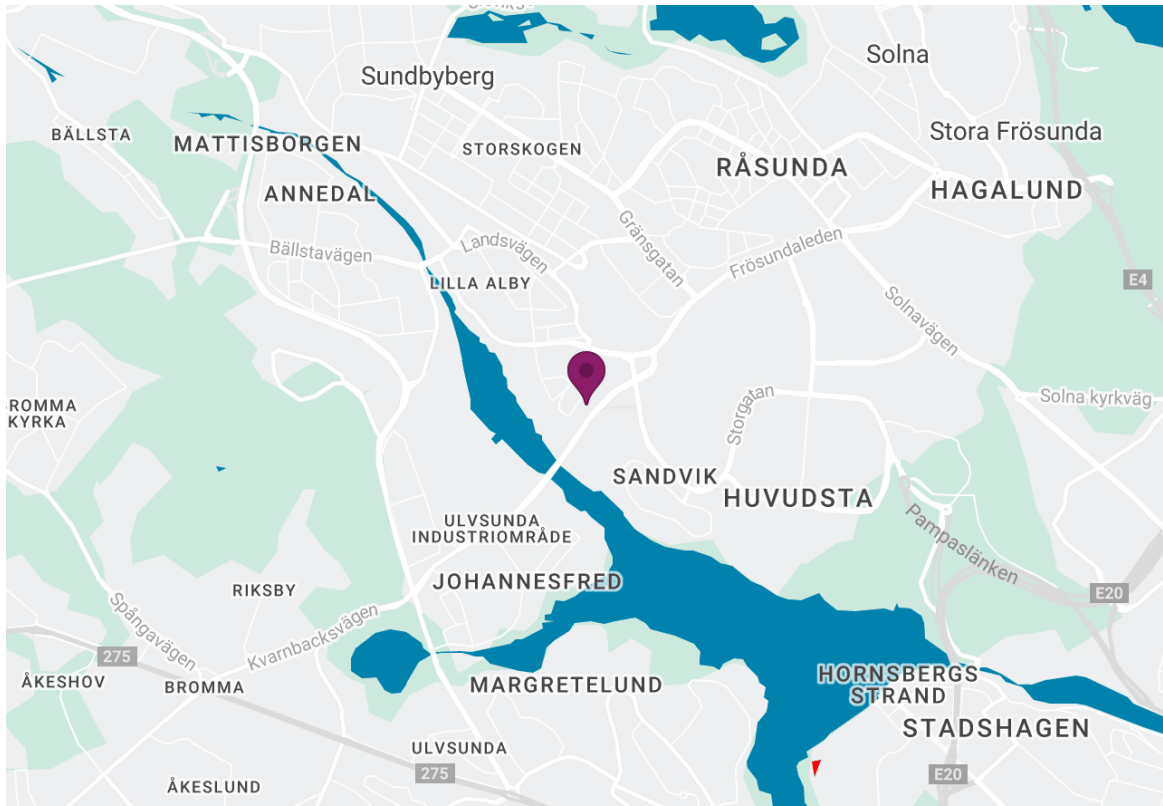 Sundbyberg
Solna
BÄLLSTA
MATTISBORGEN
STORSKOGEN
Stora Frösunda
RÅSUNDA
ANNEDAL
HAGALUND
Gränsgatan
Bällstavägen
Landsvägen
Frösundaleden
LILLA ALBY
E4
Solnavägen
ROMMA
KYRKA
Storgatan
Solna kyrkväg
SANDVIK
HUVUDSTA
ULVSUNDA
INDUSTRIOMRÅDE
Pampaslänken
JOHANNESFRED
RIKSBY
E20
Spångavägen
Kvarnbacksvägen
275
ÅKESHOV
BROMMA
MARGRETELUND
HORNSBERGS
STRAND
STADSHAGEN
ULVSUNDA
275
E20
ÅKESLUND